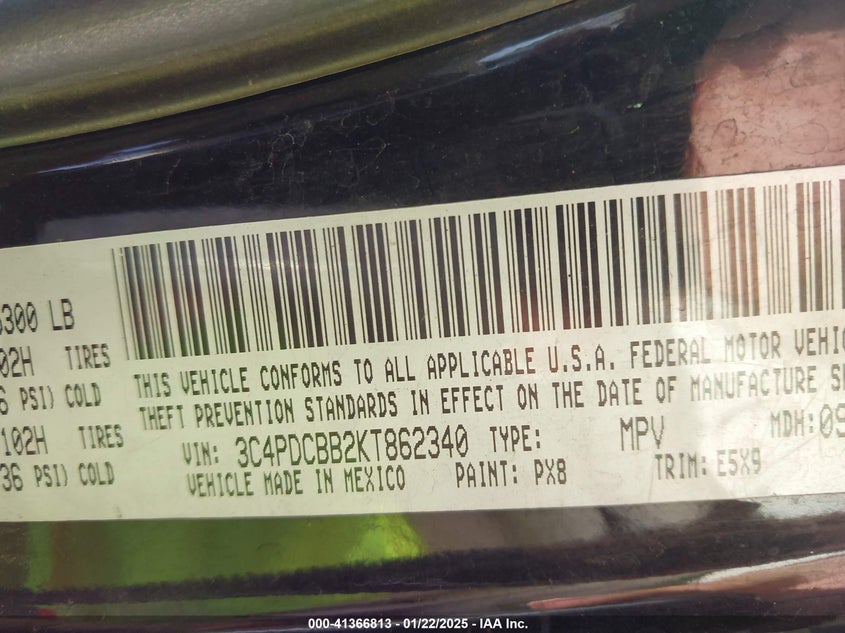 300 LB
02H TIRES
6 PSI) COLD
102H TIRES
36 PSI) COLD
THIS VEHICLE CONFORMS TO ALL APPLICABLE U.S.A. FEDERAL MOTOR VEHIC
THEFT PREVENTION STANDARDS IN EFFECT ON THE DATE OF MANUFACTURE S
VIN: 3C4PDCBB2KT862340 TYPE: MPV MDH: 09
VEHICLE MADE IN MEXICO PAINT: PX8 TRIM: E5X9
000-41366813 - 01/22/2025 - IAA Inc.